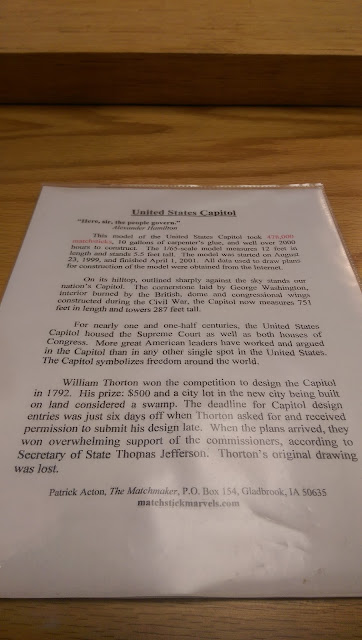 United States Capitol
"Here, sir, the people govern."
Alexander Hamilton
This model of the United States Capitol took 478,000
matchsticks, 10 gallons of carpenter's glue, and well over 2000
hours to construct. The 1/65-scale model measures 12 feet in
length and stands 5.5 feet tall. The model was started on August
23, 1999, and finished April 1, 2001. All data used to draw plans
for construction of the model were obtained from the Internet.
On its hilltop, outlined sharply against the sky stands our
nation's Capitol. The cornerstone laid by George Washington,
interior burned by the British, dome and congressional wings
constructed during the Civil War, the Capitol now measures 751
feet in length and towers 287 feet tall.
For nearly one and one-half centuries, the United States
Capitol housed the Supreme Court as well as both houses of
Congress. More great American leaders have worked and argued
in the Capitol than in any other single spot in the United States.
The Capitol symbolizes freedom around the world.
William Thorton won the competition to design the Capitol
in 1792. His prize: $500 and a city lot in the new city being built
on land considered a swamp. The deadline for Capitol design
entries was just six days off when Thorton asked for and received
permission to submit his design late. When the plans arrived, they
won overwhelming support of the commissioners, according to
Secretary of State Thomas Jefferson. Thorton's original drawing
was lost.
Patrick Acton, The Matchmaker, P.O. Box 154, Gladbrook, IA 50635
matchstickmarvels.com